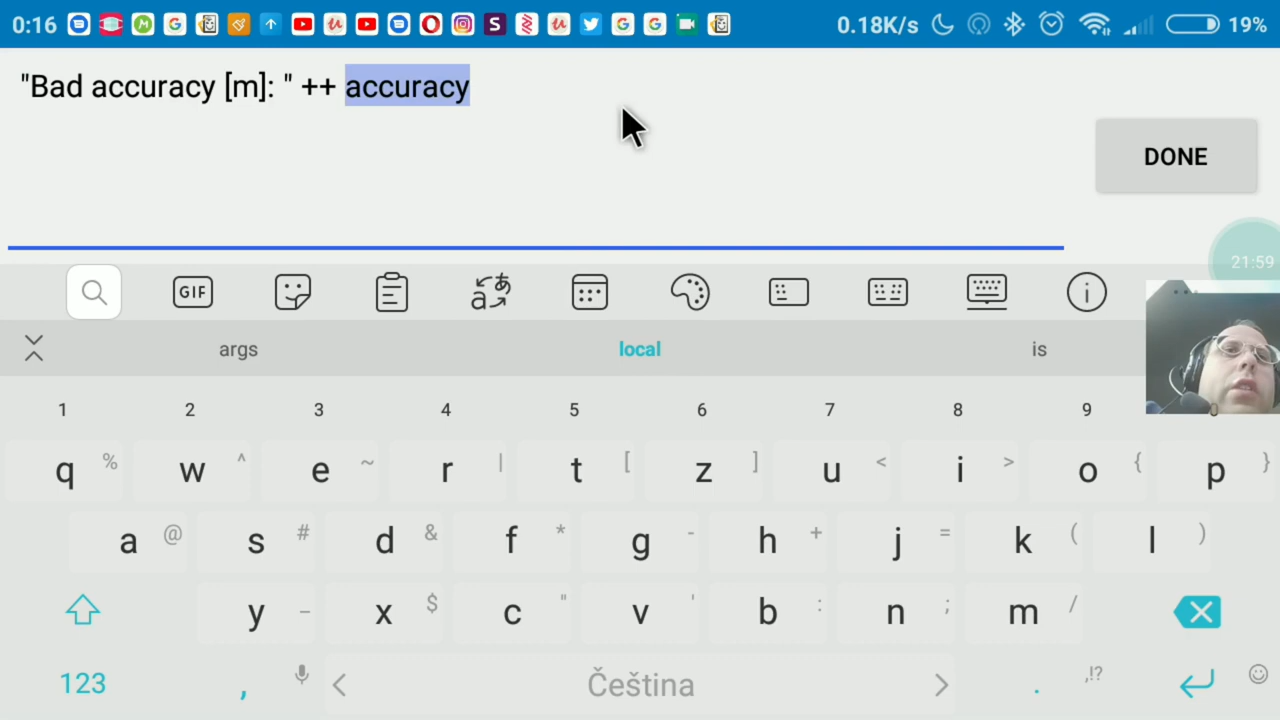 0:16 0.18K/s 19%
"Bad accuracy [m]: " ++ accuracy
DONE
21:59
GIF
args local is
1 2 3 4 5 6 7 8 9 0
q % w ^ e ~ r | t [ z ] u < i > o { p }
a @ s # d & f * g - h + j = k ( l )
y _ x $ c " v ' b : n ; m /
123 , < Čeština > . ,!?